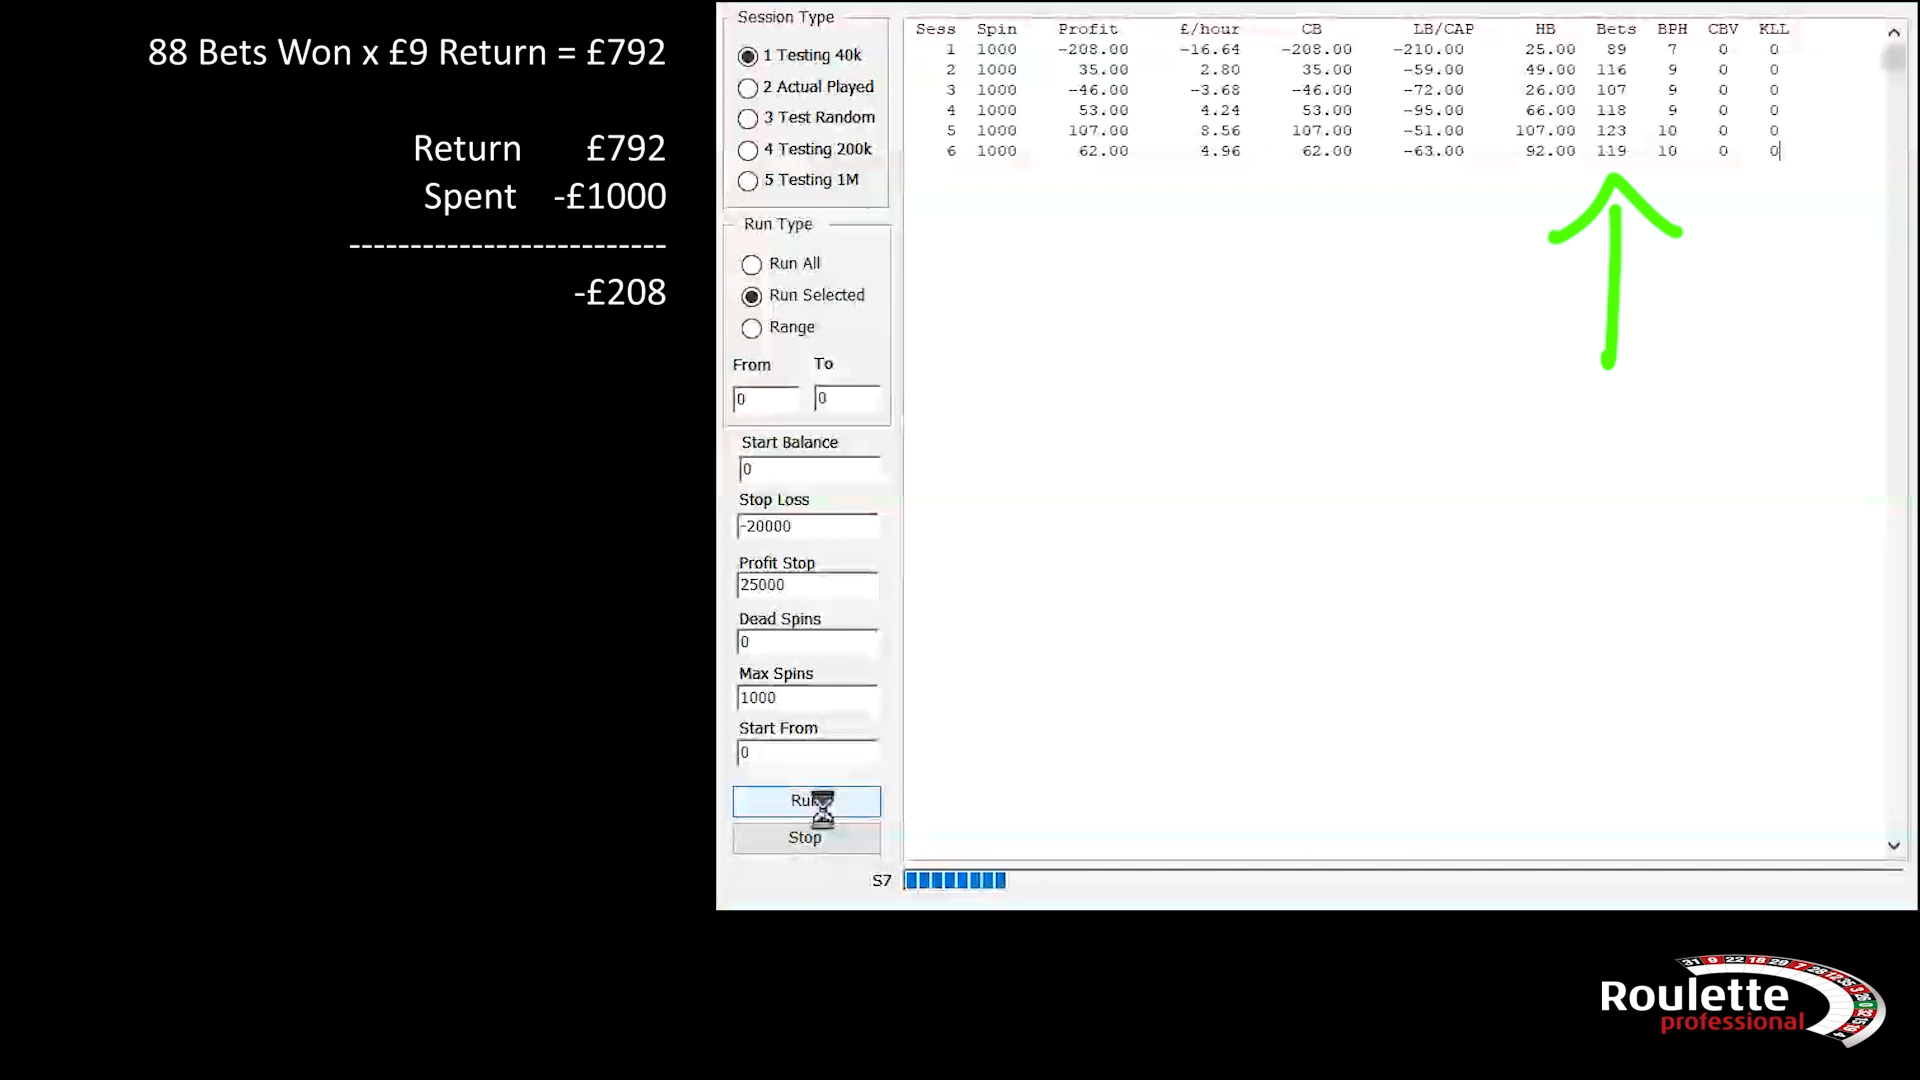 88 Bets Won x £9 Return = £792
Return £792
Spent -£1000
--------------------------
-£208
Session Type
1 Testing 40k
2 Actual Played
3 Test Random
4 Testing 200k
5 Testing 1M
Run Type
Run All
Run Selected
Range
From To
0 0
Start Balance
0
Stop Loss
-20000
Profit Stop
25000
Dead Spins
0
Max Spins
1000
Start From
0
Stop
S7
Sess Spin Profit £/hour CB LB/CAP HB Bets BPH CBV KLL
1 1000 -208.00 -16.64 -208.00 -210.00 25.00 89 7 0 0
2 1000 35.00 2.80 35.00 -59.00 49.00 116 9 0 0
3 1000 -46.00 -3.68 -46.00 -72.00 26.00 107 9 0 0
4 1000 53.00 4.24 53.00 -95.00 66.00 118 9 0 0
5 1000 107.00 8.56 107.00 -51.00 107.00 123 10 0 0
6 1000 62.00 4.96 62.00 -63.00 92.00 119 10 0 0
Roulette
professional